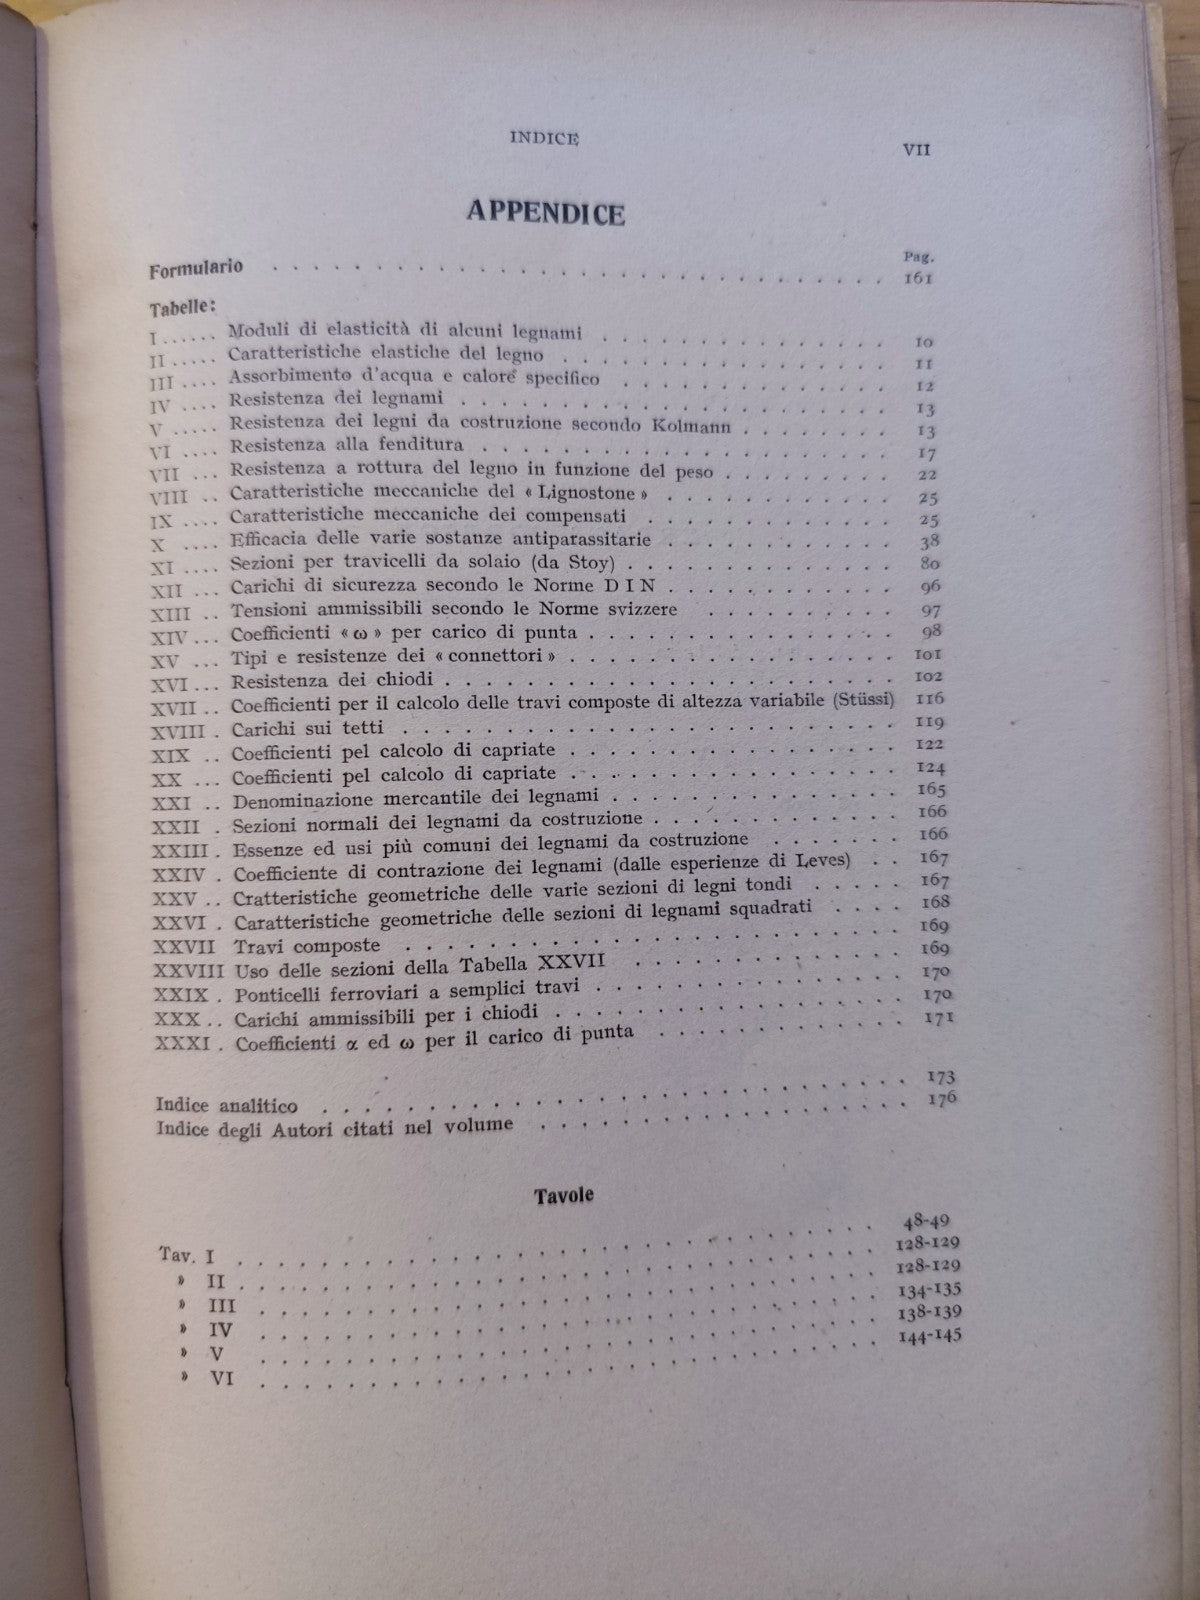 INDICE
VII
APPENDICE
Pag.
Formulario . . . . . . . . . . . . . . . . . . . . . . . . 161
Tabelle:
I . . . . . . Moduli di elasticità di alcuni legnami . . . . . . . . . . . . 10
II . . . . . Caratteristiche elastiche del legno . . . . . . . . . . . . . 11
III . . . . Assorbimento d'acqua e calore specifico . . . . . . . . . . . 12
IV . . . . Resistenza dei legnami . . . . . . . . . . . . . . . . . 13
V . . . . . Resistenza dei legni da costruzione secondo Kolmann . . . . . . . 13
VI . . . . Resistenza alla fenditura . . . . . . . . . . . . . . . . 17
VII . . . Resistenza a rottura del legno in funzione del peso . . . . . . . 22
VIII . . Caratteristiche meccaniche del « Lignostone » . . . . . . . . . . 25
IX . . . . Caratteristiche meccaniche dei compensati . . . . . . . . . . 25
X . . . . Efficacia delle varie sostanze antiparassitarie . . . . . . . . . . 38
XI . . . . Sezioni per travicelli da solaio (da Stoy) . . . . . . . . . . . 80
XII . . . Carichi di sicurezza secondo le Norme D I N . . . . . . . . . . 96
XIII . . Tensioni ammissibili secondo le Norme svizzere . . . . . . . . 97
XIV . . . Coefficienti « ω » per carico di punta . . . . . . . . . . . . 98
XV . . . Tipi e resistenze dei « connettori » . . . . . . . . . . . . . 101
XVI . . . Resistenza dei chiodi . . . . . . . . . . . . . . . . . . 102
XVII . . Coefficienti per il calcolo delle travi composte di altezza variabile (Stüssi) 116
XVIII . Carichi sui tetti . . . . . . . . . . . . . . . . . . . . 119
XIX . . Coefficienti pel calcolo di capriate . . . . . . . . . . . . . 122
XX . . . Coefficienti pel calcolo di capriate . . . . . . . . . . . . . 124
XXI . . Denominazione mercantile dei legnami . . . . . . . . . . . . 165
XXII . Sezioni normali dei legnami da costruzione . . . . . . . . . . 166
XXIII . Essenze ed usi più comuni dei legnami da costruzione . . . . . . 166
XXIV . Coefficiente di contrazione dei legnami (dalle esperienze di Leves) . . 167
XXV . . Cratteristiche geometriche delle varie sezioni di legni tondi . . . . . 167
XXVI . Caratteristiche geometriche delle sezioni di legnami squadrati . . . . 168
XXVII Travi composte . . . . . . . . . . . . . . . . . . . . 169
XXVIII Uso delle sezioni della Tabella XXVII . . . . . . . . . . . 169
XXIX . Ponticelli ferroviari a semplici travi . . . . . . . . . . . . 170
XXX . . Carichi ammissibili per i chiodi . . . . . . . . . . . . . . 170
XXXI . Coefficienti α ed ω per il carico di punta . . . . . . . . . . 171
Indice analitico . . . . . . . . . . . . . . . . . . . . . . . 173
Indice degli Autori citati nel volume . . . . . . . . . . . . . . . 176
Tavole
Tav. I . . . . . . . . . . . . . . . . . . . . . . . . 48-49
» II . . . . . . . . . . . . . . . . . . . . . . . . 128-129
» III . . . . . . . . . . . . . . . . . . . . . . . . 128-129
» IV . . . . . . . . . . . . . . . . . . . . . . . . 134-135
» V . . . . . . . . . . . . . . . . . . . . . . . . 138-139
» VI . . . . . . . . . . . . . . . . . . . . . . . . 144-145